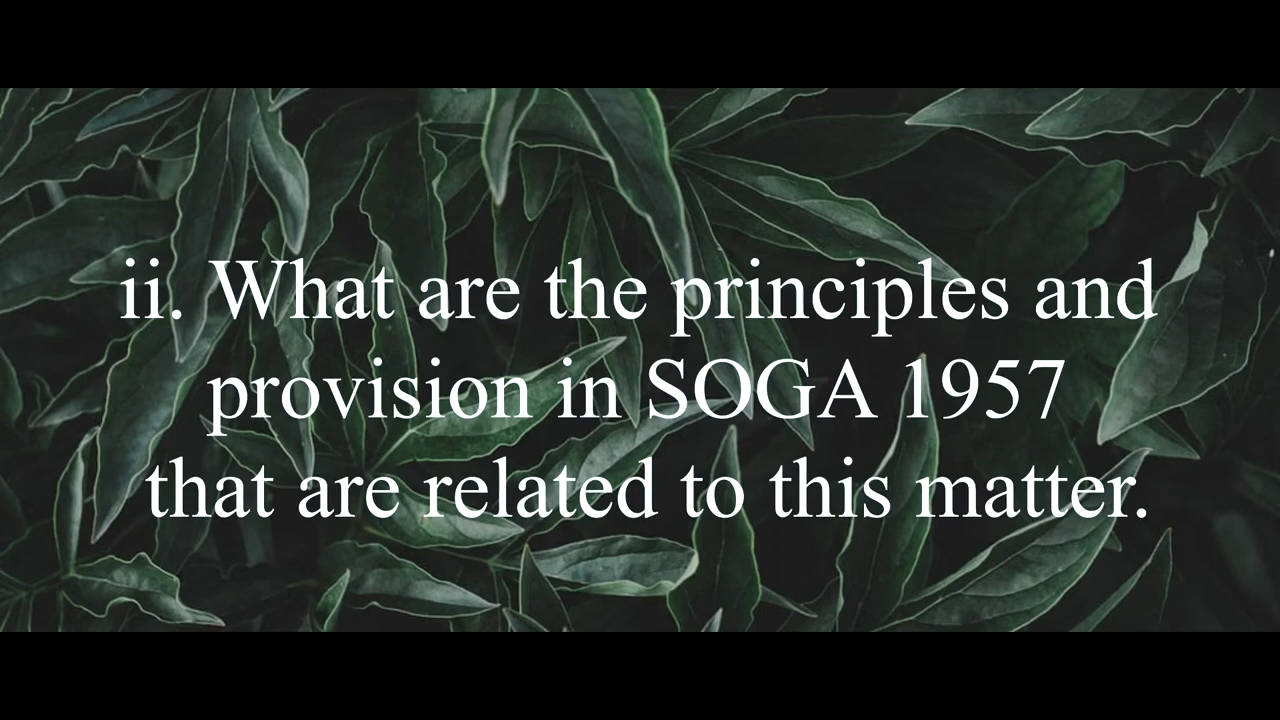 ii. What are the principles and
provision in SOGA 1957
that are related to this matter.